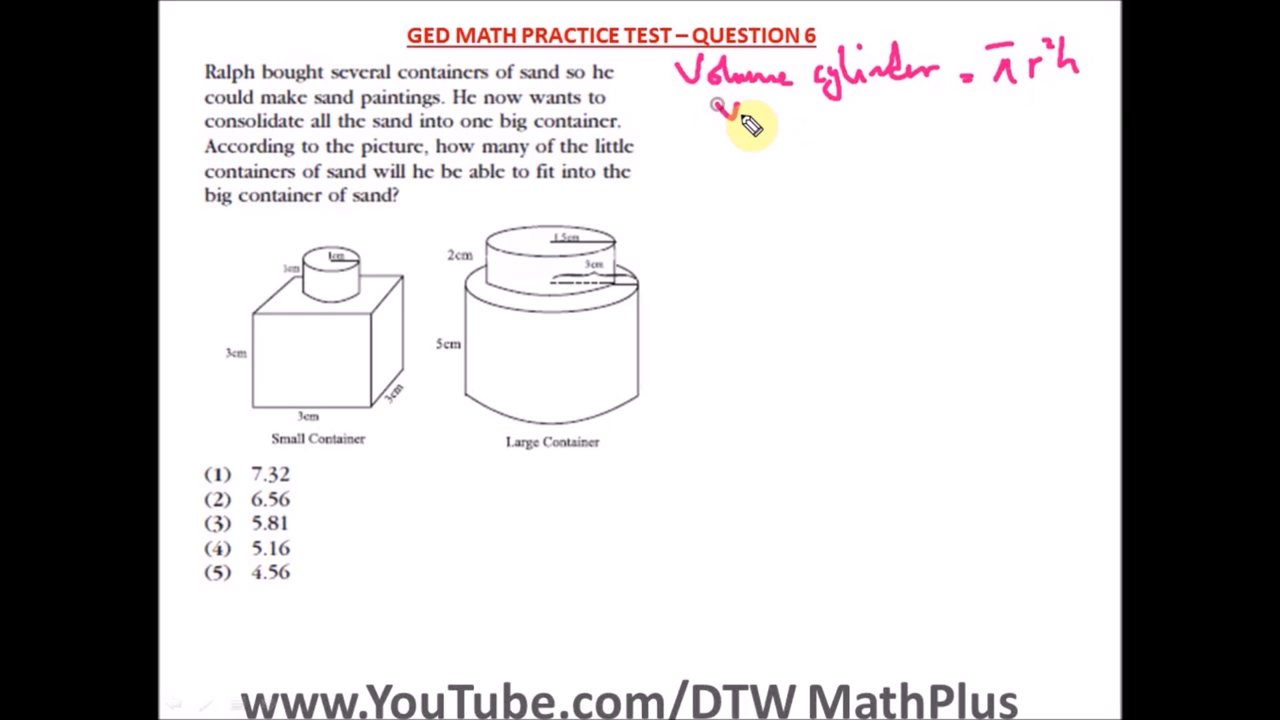 GED MATH PRACTICE TEST – QUESTION 6
Ralph bought several containers of sand so he
could make sand paintings. He now wants to
consolidate all the sand into one big container.
According to the picture, how many of the little
containers of sand will he be able to fit into the
big container of sand?
Volume cylinder = πr²h
V
1cm
1cm
3cm
3cm
3cm
Small Container
1.5cm
2cm
3cm
5cm
Large Container
(1) 7.32
(2) 6.56
(3) 5.81
(4) 5.16
(5) 4.56
www.YouTube.com/DTW MathPlus